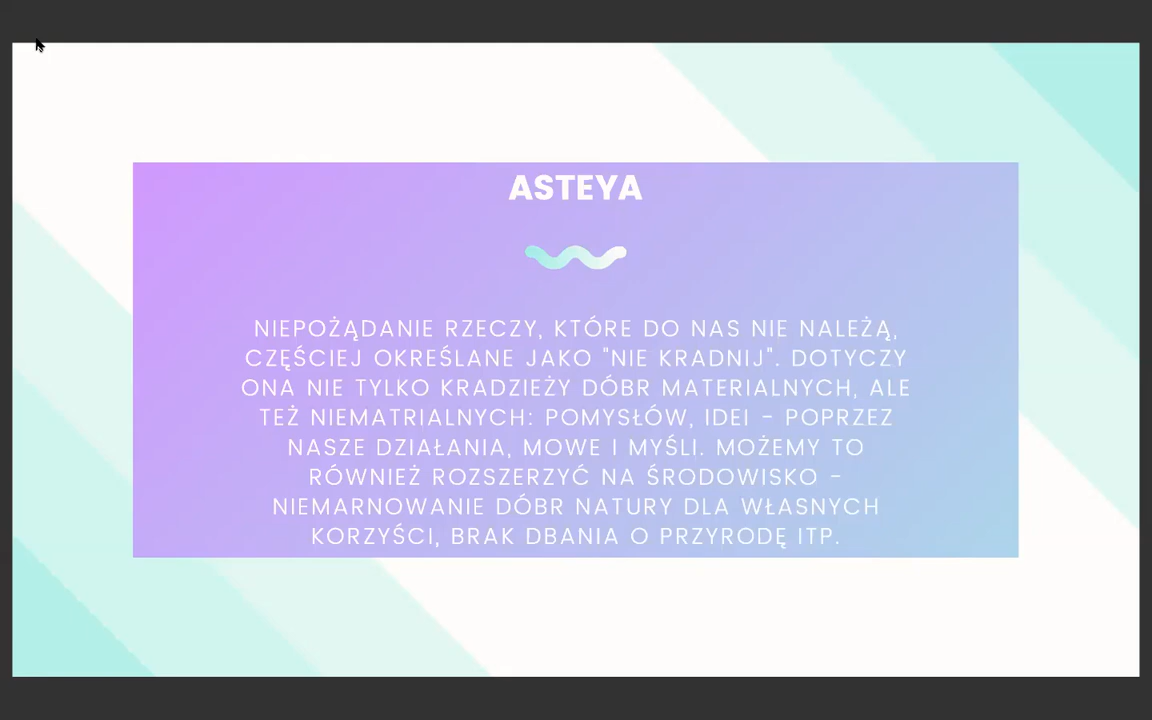 ASTEYA
NIEPOŻĄDANIE RZECZY, KTÓRE DO NAS NIE NALEŻĄ,
CZĘŚCIEJ OKREŚLANE JAKO "NIE KRADNIJ". DOTYCZY
ONA NIE TYLKO KRADZIEŻY DÓBR MATERIALNYCH, ALE
TEŻ NIEMATRIALNYCH: POMYSŁÓW, IDEI - POPRZEZ
NASZE DZIAŁANIA, MOWE I MYŚLI. MOŻEMY TO
RÓWNIEŻ ROZSZERZYĆ NA ŚRODOWISKO -
NIEMARNOWANIE DÓBR NATURY DLA WŁASNYCH
KORZYŚCI, BRAK DBANIA O PRZYRODĘ ITP.